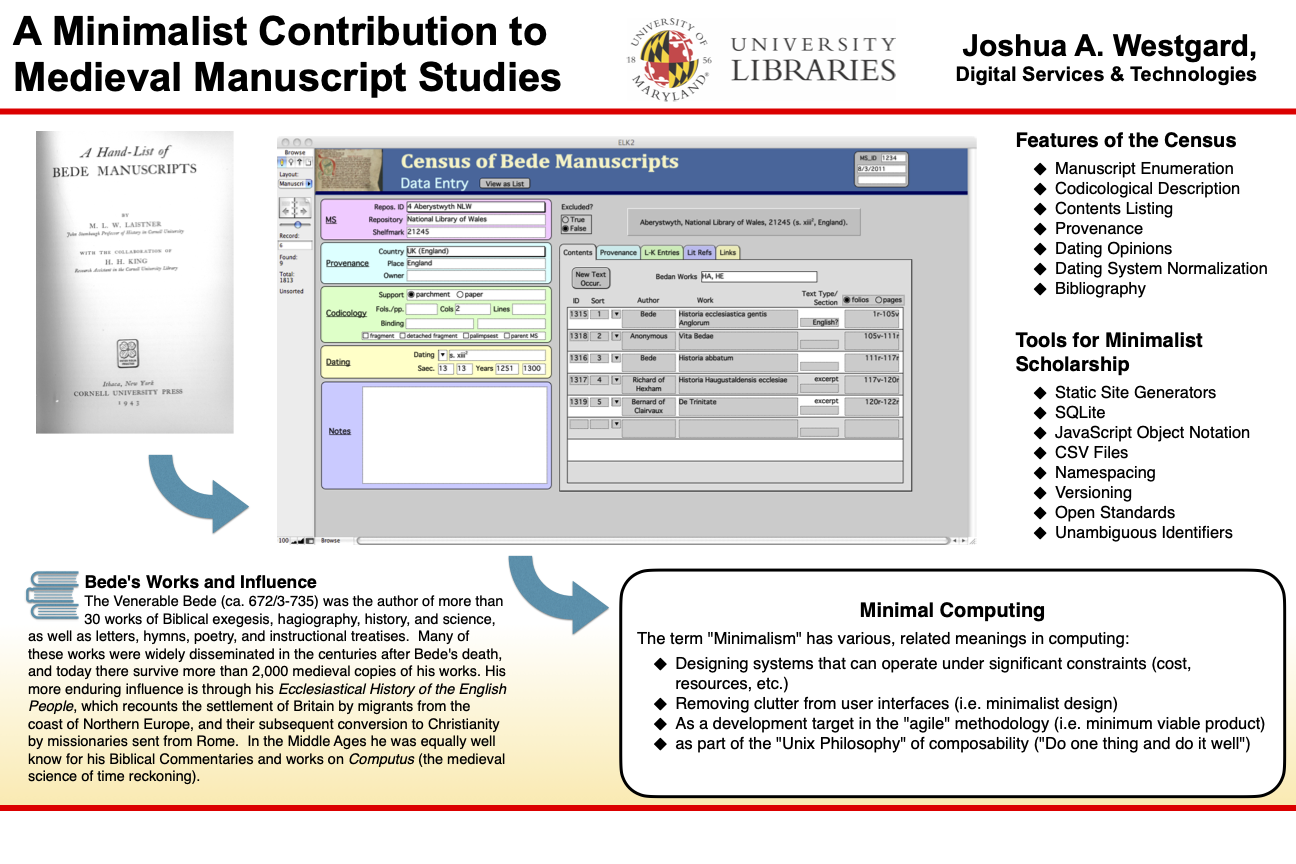 A Minimalist Contribution to
Medieval Manuscript Studies
UNIVERSITY OF
18 56
MARYLAND
UNIVERSITY
LIBRARIES
Joshua A. Westgard,
Digital Services & Technologies
A Hand-List of
BEDE MANUSCRIPTS
BY
M. L. W. LAISTNER
John Stambaugh Professor of History in Cornell University
WITH THE COLLABORATION OF
H. H. KING
Research Assistant in the Cornell University Library
Ithaca, New York
CORNELL UNIVERSITY PRESS
1943
ELK2
Browse
Layout:
Manuscri
Record:
6
Found:
9
Total:
1813
Unsorted
Census of Bede Manuscripts
Data Entry View as List
MS_ID 1234
8/3/2011
MS
Repos. ID 4 Aberystwyth NLW
Repository National Library of Wales
Shelfmark 21245
Provenance
Country UK (England)
Place England
Owner
Codicology
Support parchment paper
Fols./pp. Cols 2 Lines
Binding
fragment detached fragment palimpsest parent MS
Dating
Dating s. xiii²
Saec. 13 13 Years 1251 1300
Notes
Excluded?
True
False
Aberystwyth, National Library of Wales, 21245 (s. xiii², England).
Contents Provenance L-K Entries Lit Refs Links
New Text
Occur.
Bedan Works HA, HE
ID Sort Author Work Text Type/
Section folios pages
1315 1 Bede Historia ecclesiastica gentis
Anglorum English? 1r-105v
1318 2 Anonymous Vita Bedae 105v-111r
1316 3 Bede Historia abbatum 111r-117r
1317 4 Richard of
Hexham Historia Haugustaldensis ecclesiae excerpt 117v-120r
1319 5 Bernard of
Clairvaux De Trinitate excerpt 120r-122r
100 Browse
Features of the Census
◆ Manuscript Enumeration
◆ Codicological Description
◆ Contents Listing
◆ Provenance
◆ Dating Opinions
◆ Dating System Normalization
◆ Bibliography
Tools for Minimalist
Scholarship
◆ Static Site Generators
◆ SQLite
◆ JavaScript Object Notation
◆ CSV Files
◆ Namespacing
◆ Versioning
◆ Open Standards
◆ Unambiguous Identifiers
Bede's Works and Influence
The Venerable Bede (ca. 672/3-735) was the author of more than
30 works of Biblical exegesis, hagiography, history, and science,
as well as letters, hymns, poetry, and instructional treatises. Many of
these works were widely disseminated in the centuries after Bede's death,
and today there survive more than 2,000 medieval copies of his works. His
more enduring influence is through his Ecclesiastical History of the English
People, which recounts the settlement of Britain by migrants from the
coast of Northern Europe, and their subsequent conversion to Christianity
by missionaries sent from Rome. In the Middle Ages he was equally well
know for his Biblical Commentaries and works on Computus (the medieval
science of time reckoning).
Minimal Computing
The term "Minimalism" has various, related meanings in computing:
◆ Designing systems that can operate under significant constraints (cost,
resources, etc.)
◆ Removing clutter from user interfaces (i.e. minimalist design)
◆ As a development target in the "agile" methodology (i.e. minimum viable product)
◆ as part of the "Unix Philosophy" of composability ("Do one thing and do it well")